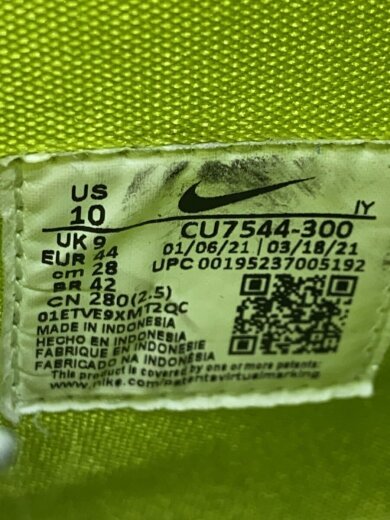 US
10
IY
UK 9
CU7544-300
EUR 44
01/06/21 | 03/18/21
cm 28
UPC 00195237005192
BR 42
CN 280(2.5)
01ETVE9XMT2QC
MADE IN INDONESIA
HECHO EN INDONESIA
FABRIQUE EN INDONESIE
FABRICADO NA INDONESIA
This product is covered by one or more patents:
www.nike.com/patentsvirtualmarking